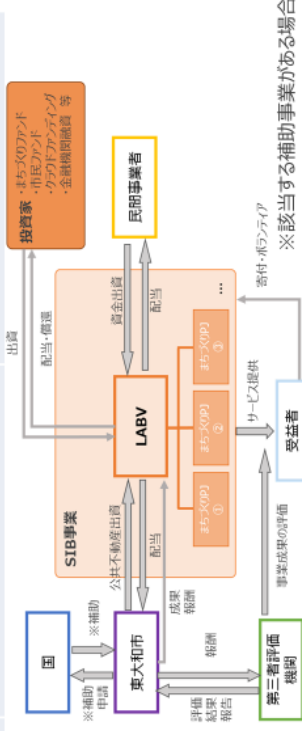 投資家
・まちづくりファンド
・市民ファンド
・クラウドファンディング
・金融機関融資 等
出資
配当・償還
SIB事業
国
※補助
申請
※補助
東大和市
公共不動産出資
配当
LABV
資金出資
配当
民間事業者
まちづくりPJ
①
まちづくりPJ
②
まちづくりPJ
③
…
成果
報酬
報酬
評価
結果
報告
第三者評価
機関
事業成果の評価
サービス提供
受益者
寄付・ボランティア
※該当する補助事業がある場合